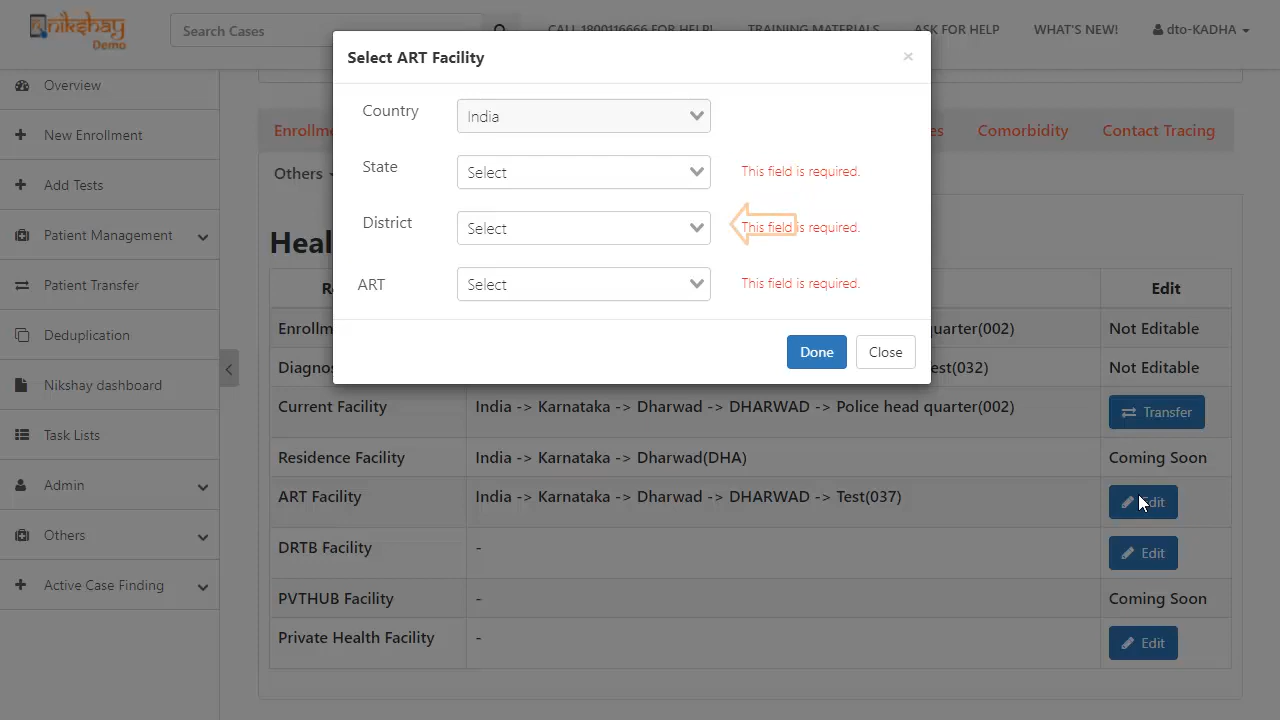 nikshay
Demo
Search Cases
CALL 1800116666 FOR HELP!
TRAINING MATERIALS
ASK FOR HELP
WHAT'S NEW!
dto-KADHA
Overview
New Enrollment
Add Tests
Patient Management
Patient Transfer
Deduplication
Nikshay dashboard
Task Lists
Admin
Others
Active Case Finding
Select ART Facility
×
Country
India
State
Select
This field is required.
District
Select
This field is required.
ART
Select
This field is required.
Done
Close
Comorbidity
Contact Tracing
Others
Edit
quarter(002)
Not Editable
Not Editable
Current Facility
India -> Karnataka -> Dharwad -> DHARWAD -> Police head quarter(002)
Transfer
Residence Facility
India -> Karnataka -> Dharwad(DHA)
Coming Soon
ART Facility
India -> Karnataka -> Dharwad -> DHARWAD -> Test(037)
Edit
DRTB Facility
-
Edit
PVTHUB Facility
-
Coming Soon
Private Health Facility
-
Edit